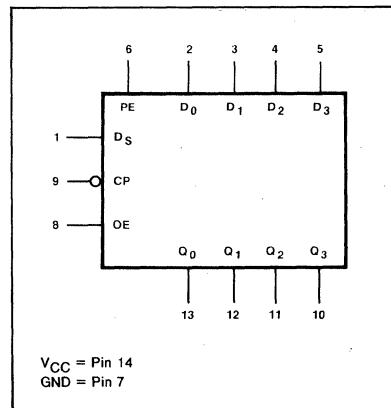 6 2 3 4 5
PE D0 D1 D2 D3
1 DS
9 CP
8 OE
Q0 Q1 Q2 Q3
13 12 11 10
VCC = Pin 14
GND = Pin 7